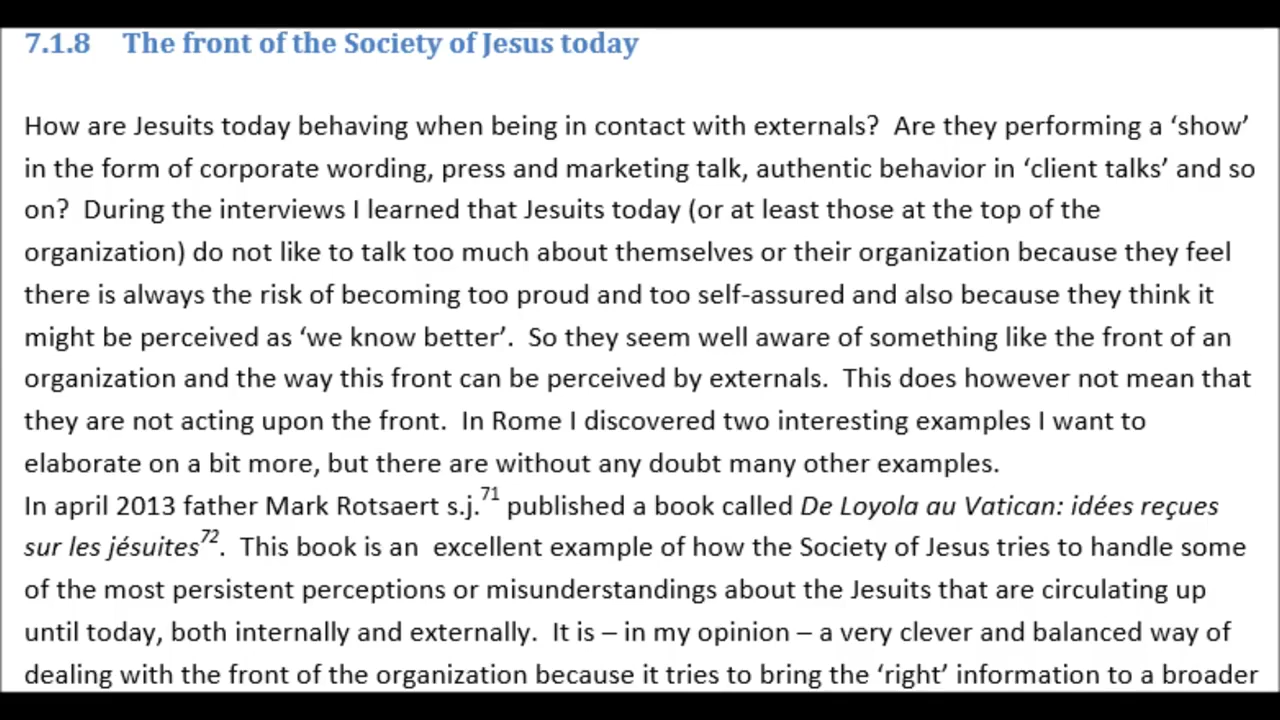 7.1.8 The front of the Society of Jesus today
How are Jesuits today behaving when being in contact with externals? Are they performing a ‘show’
in the form of corporate wording, press and marketing talk, authentic behavior in ‘client talks’ and so
on? During the interviews I learned that Jesuits today (or at least those at the top of the
organization) do not like to talk too much about themselves or their organization because they feel
there is always the risk of becoming too proud and too self-assured and also because they think it
might be perceived as ‘we know better’. So they seem well aware of something like the front of an
organization and the way this front can be perceived by externals. This does however not mean that
they are not acting upon the front. In Rome I discovered two interesting examples I want to
elaborate on a bit more, but there are without any doubt many other examples.
In april 2013 father Mark Rotsaert s.j.71 published a book called De Loyola au Vatican: idées reçues
sur les jésuites72. This book is an excellent example of how the Society of Jesus tries to handle some
of the most persistent perceptions or misunderstandings about the Jesuits that are circulating up
until today, both internally and externally. It is – in my opinion – a very clever and balanced way of
dealing with the front of the organization because it tries to bring the ‘right’ information to a broader